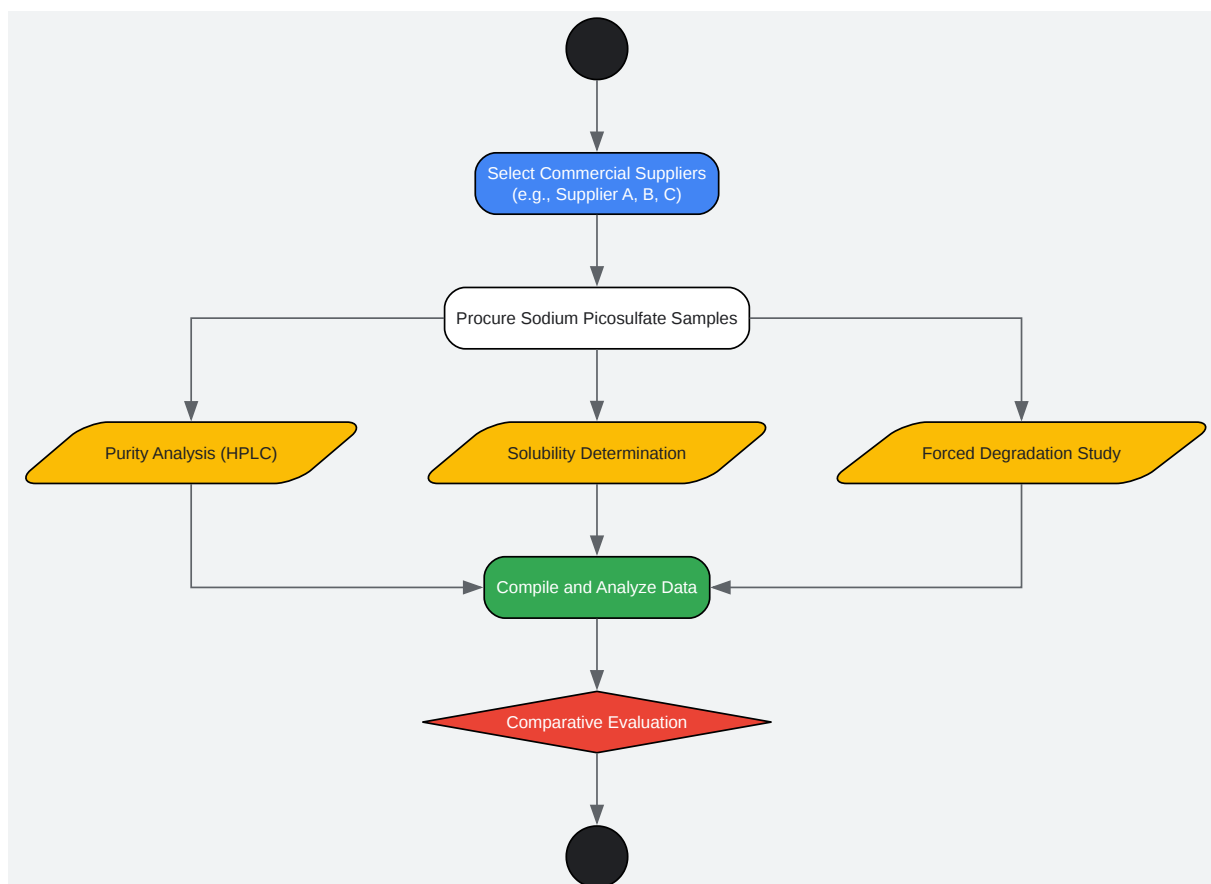 Select Commercial Suppliers
(e.g., Supplier A, B, C)
Procure Sodium Picosulfate Samples
Purity Analysis (HPLC)
Solubility Determination
Forced Degradation Study
Compile and Analyze Data
Comparative Evaluation